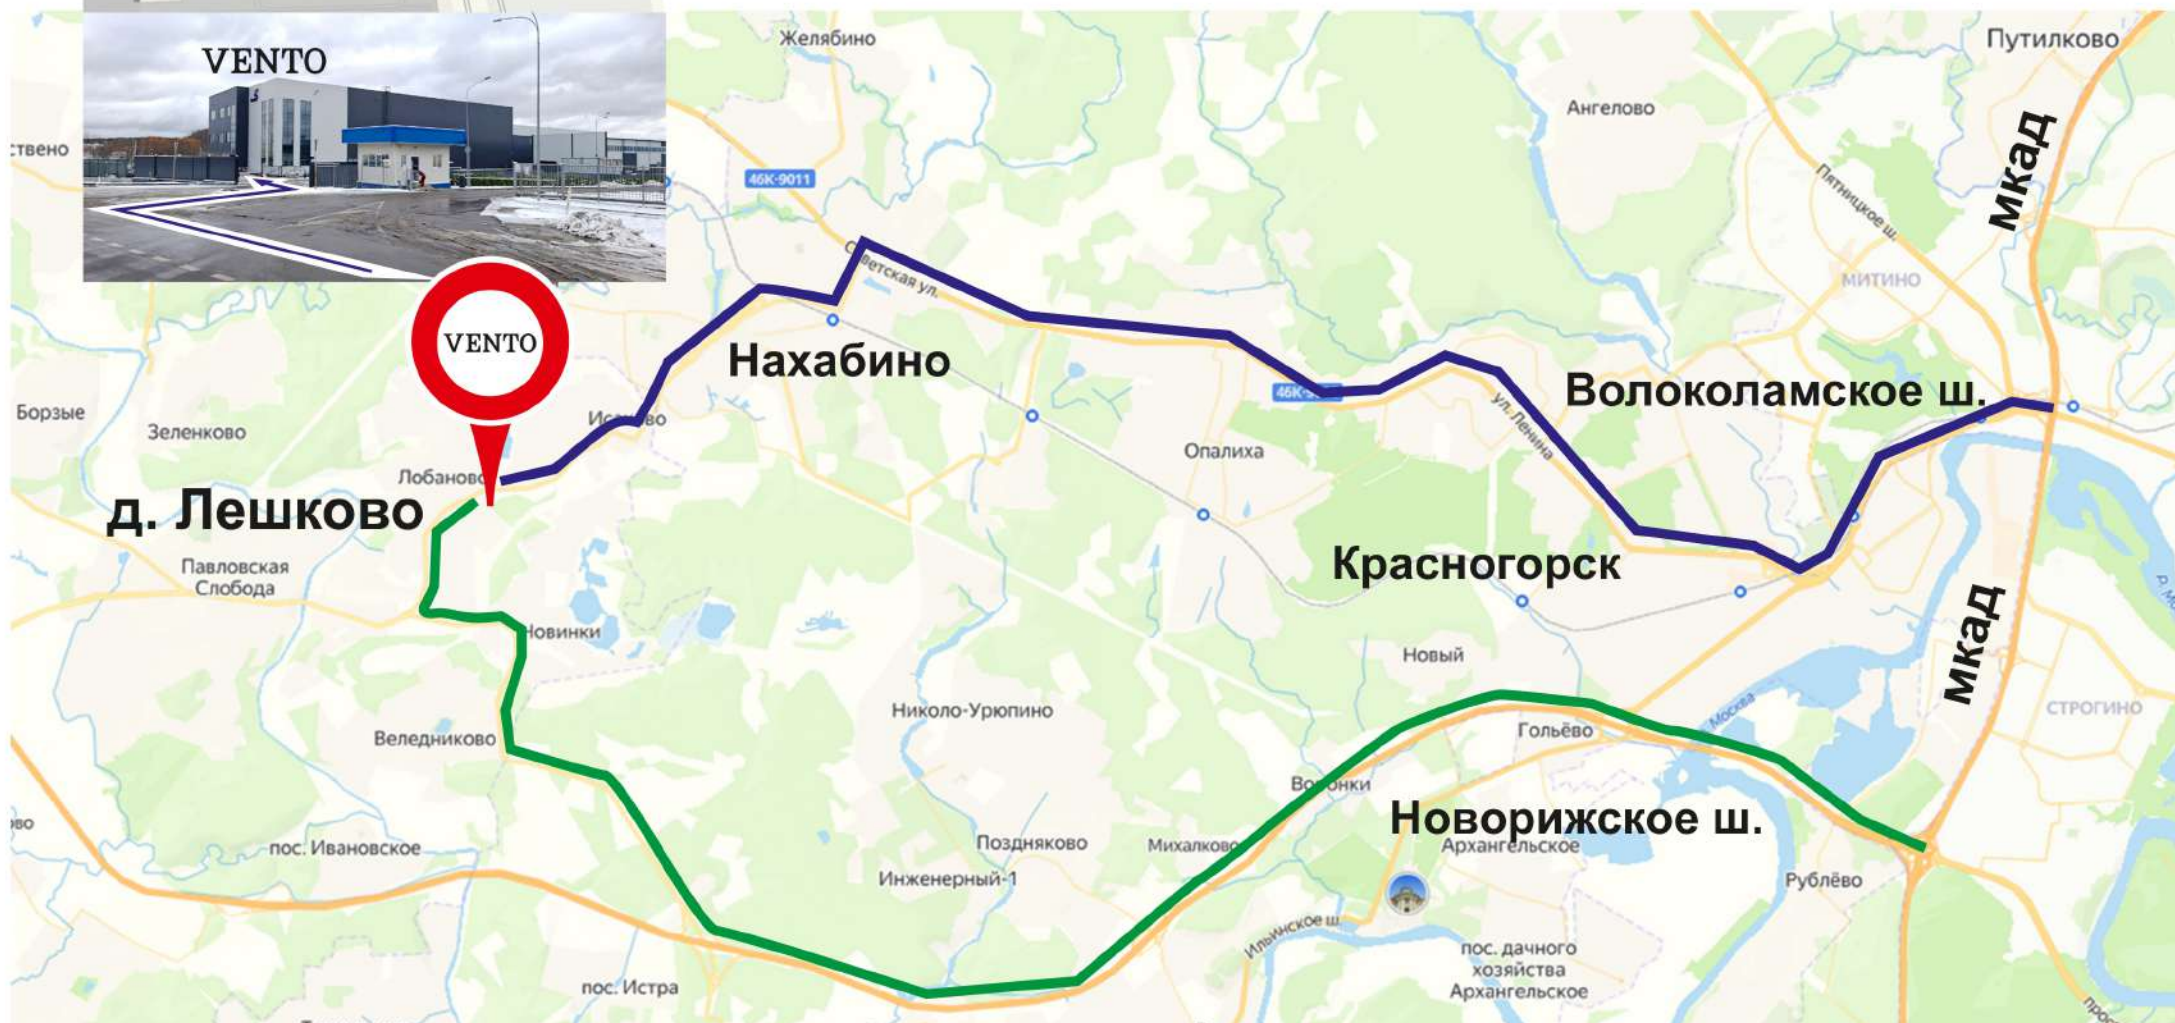 VENTO
Желябино
Путилково
Ангелово
мкад
46К-9011
Пятницкое ш.
Советская ул.
МИТИНО
VENTO
Нахабино
Волоколамское ш.
Борзые
Зеленково
ул. Ленина
Опалиха
Лобаново
д. Лешково
Красногорск
Павловская
Слобода
мкад
Новинки
Новый
Николо-Урюпино
Москва
СТРОГИНО
Гольёво
Веледниково
Воронки
Новорижское ш.
Архангельское
Михалково
Поздняково
пос. Ивановское
Инженерный-1
Рублёво
Ильинское ш.
пос. дачного
хозяйства
Архангельское
пос. Истра